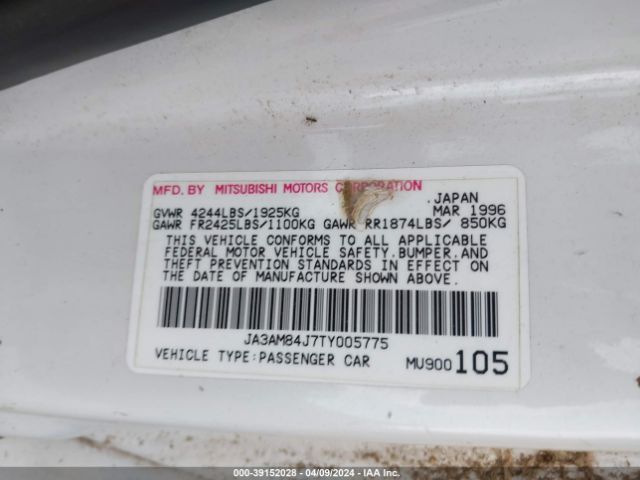 MFD. BY MITSUBISHI MOTORS CORPORATION
JAPAN
GVWR 4244LBS/1925KG MAR 1996
GAWR FR2425LBS/1100KG GAWR RR1874LBS/ 850KG
THIS VEHICLE CONFORMS TO ALL APPLICABLE
FEDERAL MOTOR VEHICLE SAFETY.BUMPER.AND
THEFT PREVENTION STANDARDS IN EFFECT ON
THE DATE OF MANUFACTURE SHOWN ABOVE.
JA3AM84J7TY005775
VEHICLE TYPE:PASSENGER CAR MU900105
000-39152028 - 04/09/2024 - IAA Inc.